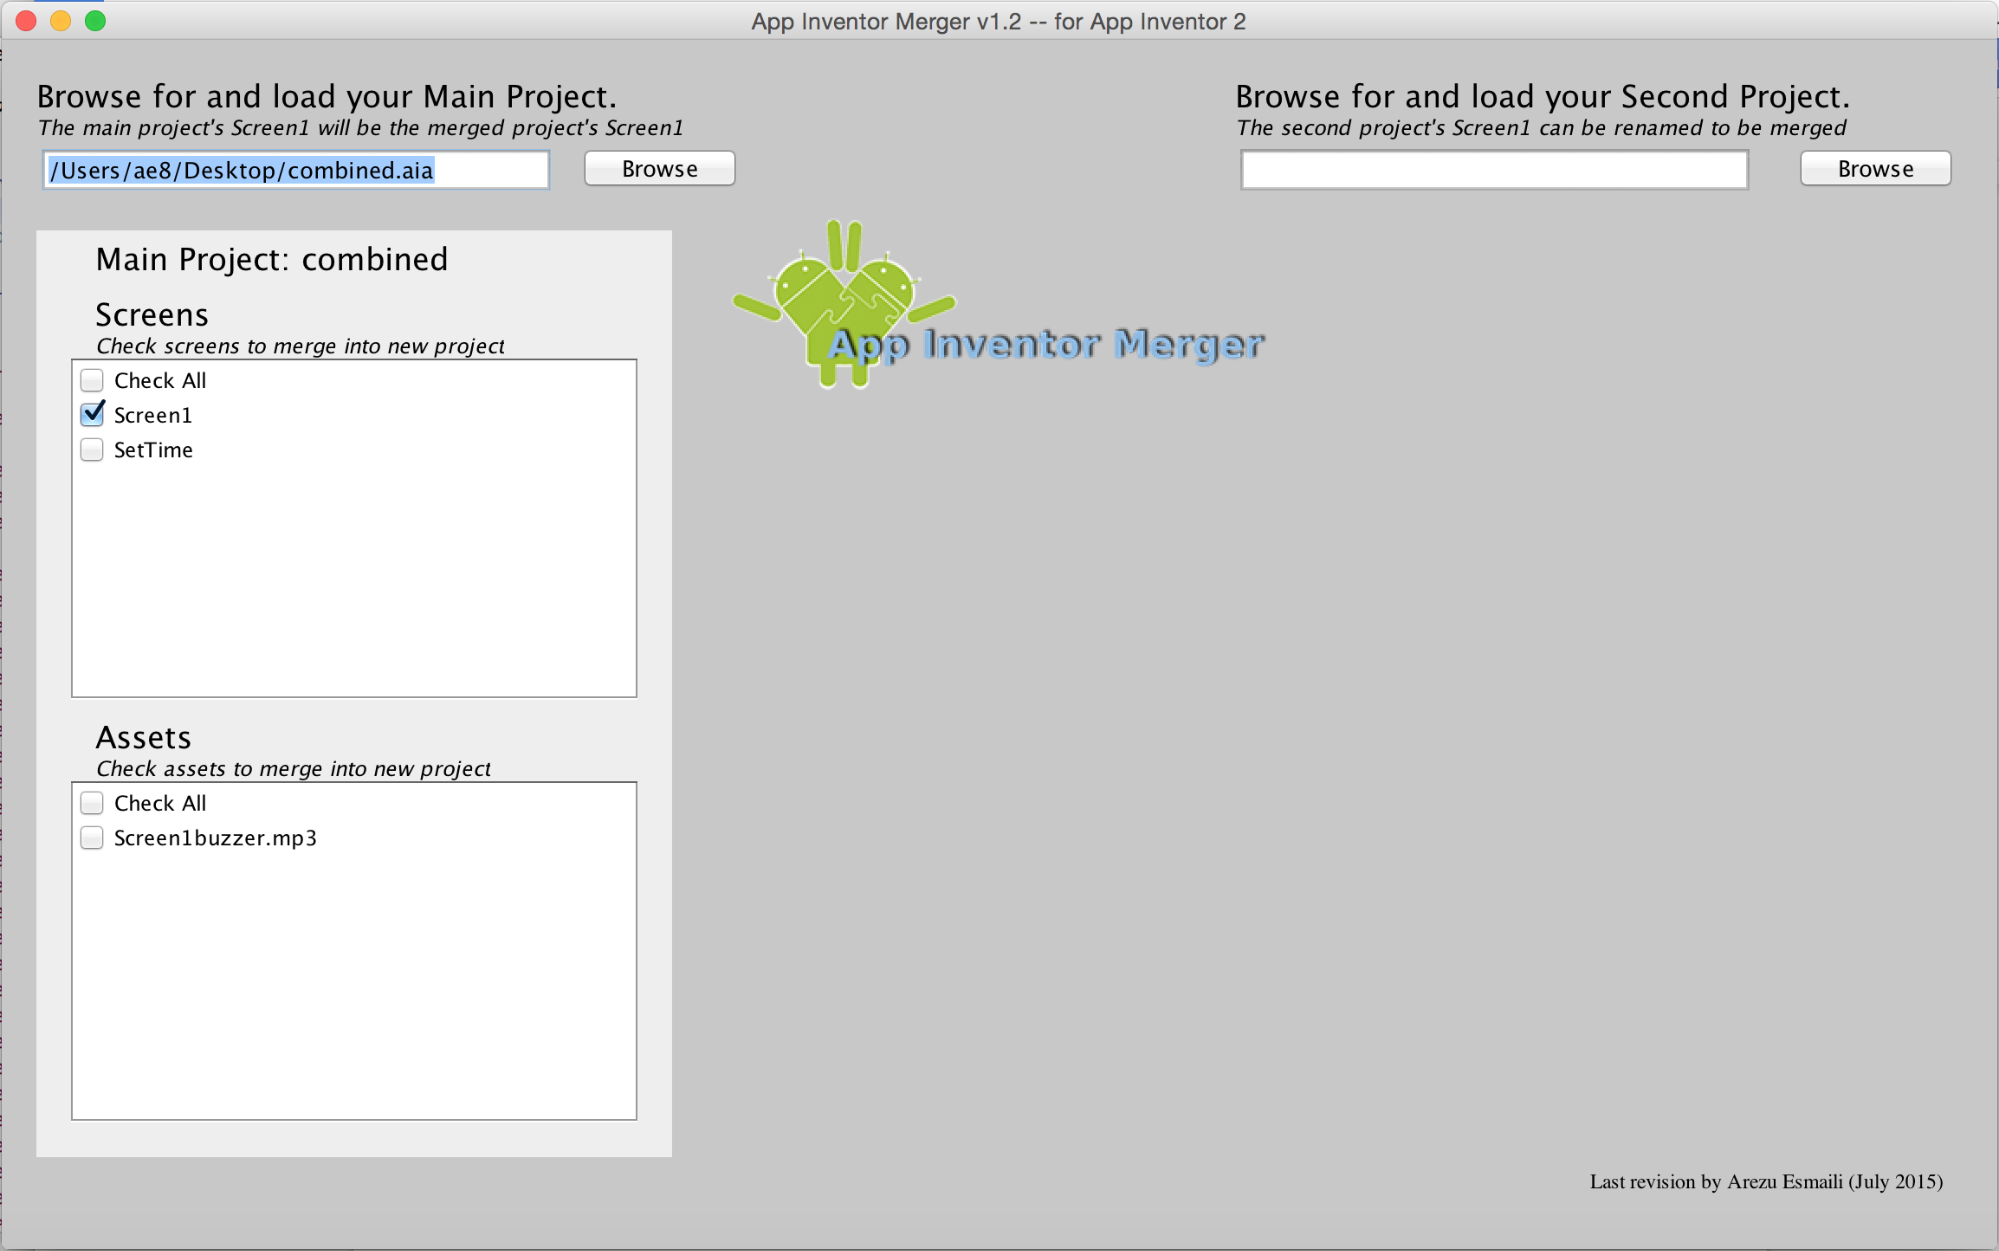 App Inventor Merger v1.2 -- for App Inventor 2
Browse for and load your Main Project.
The main project's Screen1 will be the merged project's Screen1
/Users/ae8/Desktop/combined.aia
Browse
Browse for and load your Second Project.
The second project's Screen1 can be renamed to be merged
Browse
Main Project: combined
Screens
Check screens to merge into new project
Check All
Screen1
SetTime
Assets
Check assets to merge into new project
Check All
Screen1buzzer.mp3
App Inventor Merger
Last revision by Arezu Esmaili (July 2015)